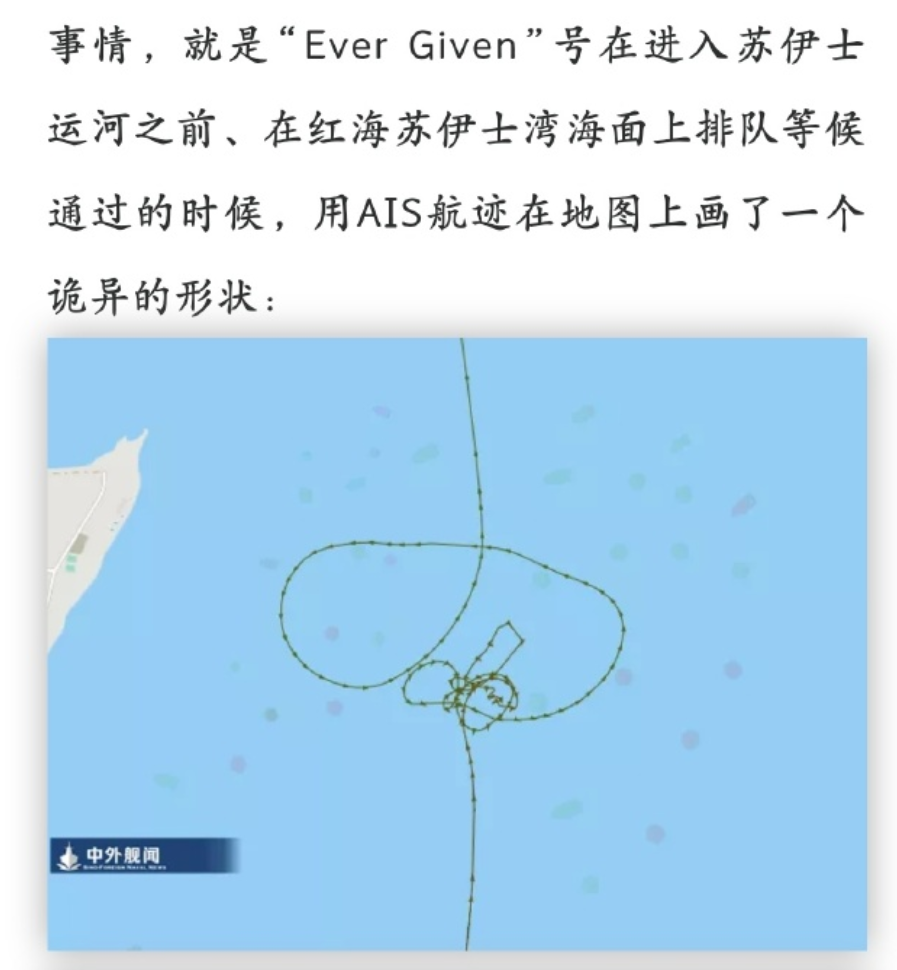 事情，就是“Ever Given”号在进入苏伊士
运河之前、在红海苏伊士湾海面上排队等候
通过的时候，用AIS航迹在地图上画了一个
诡异的形状：
中外舰闻